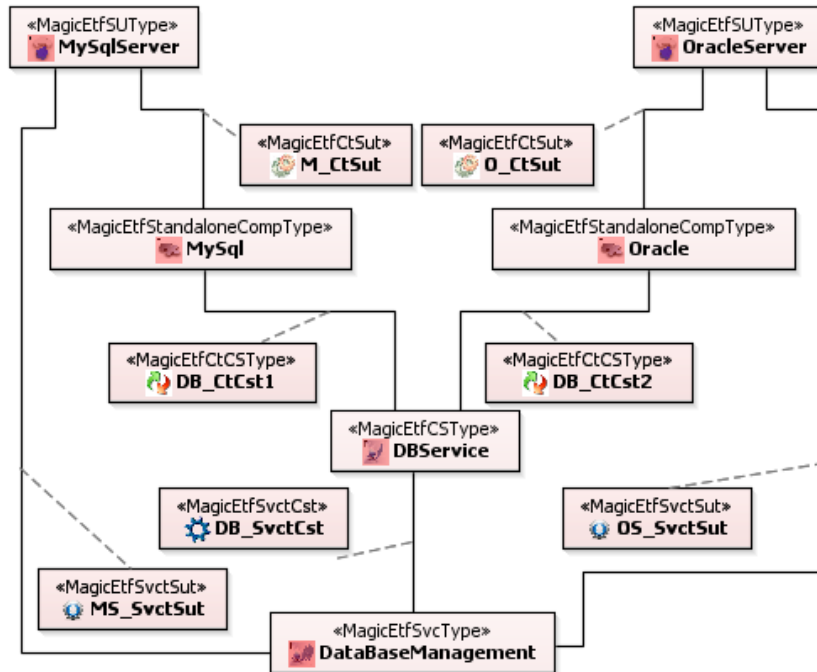 «MagicEtfSUType»
MySqlServer
«MagicEtfSUType»
OracleServer
«MagicEtfCtSut»
M_CtSut
«MagicEtfCtSut»
O_CtSut
«MagicEtfStandaloneCompType»
MySql
«MagicEtfStandaloneCompType»
Oracle
«MagicEtfCtCSType»
DB_CtCst1
«MagicEtfCtCSType»
DB_CtCst2
«MagicEtfCSType»
DBService
«MagicEtfSvctCst»
DB_SvctCst
«MagicEtfSvctSut»
OS_SvctSut
«MagicEtfSvctSut»
MS_SvctSut
«MagicEtfSvcType»
DataBaseManagement